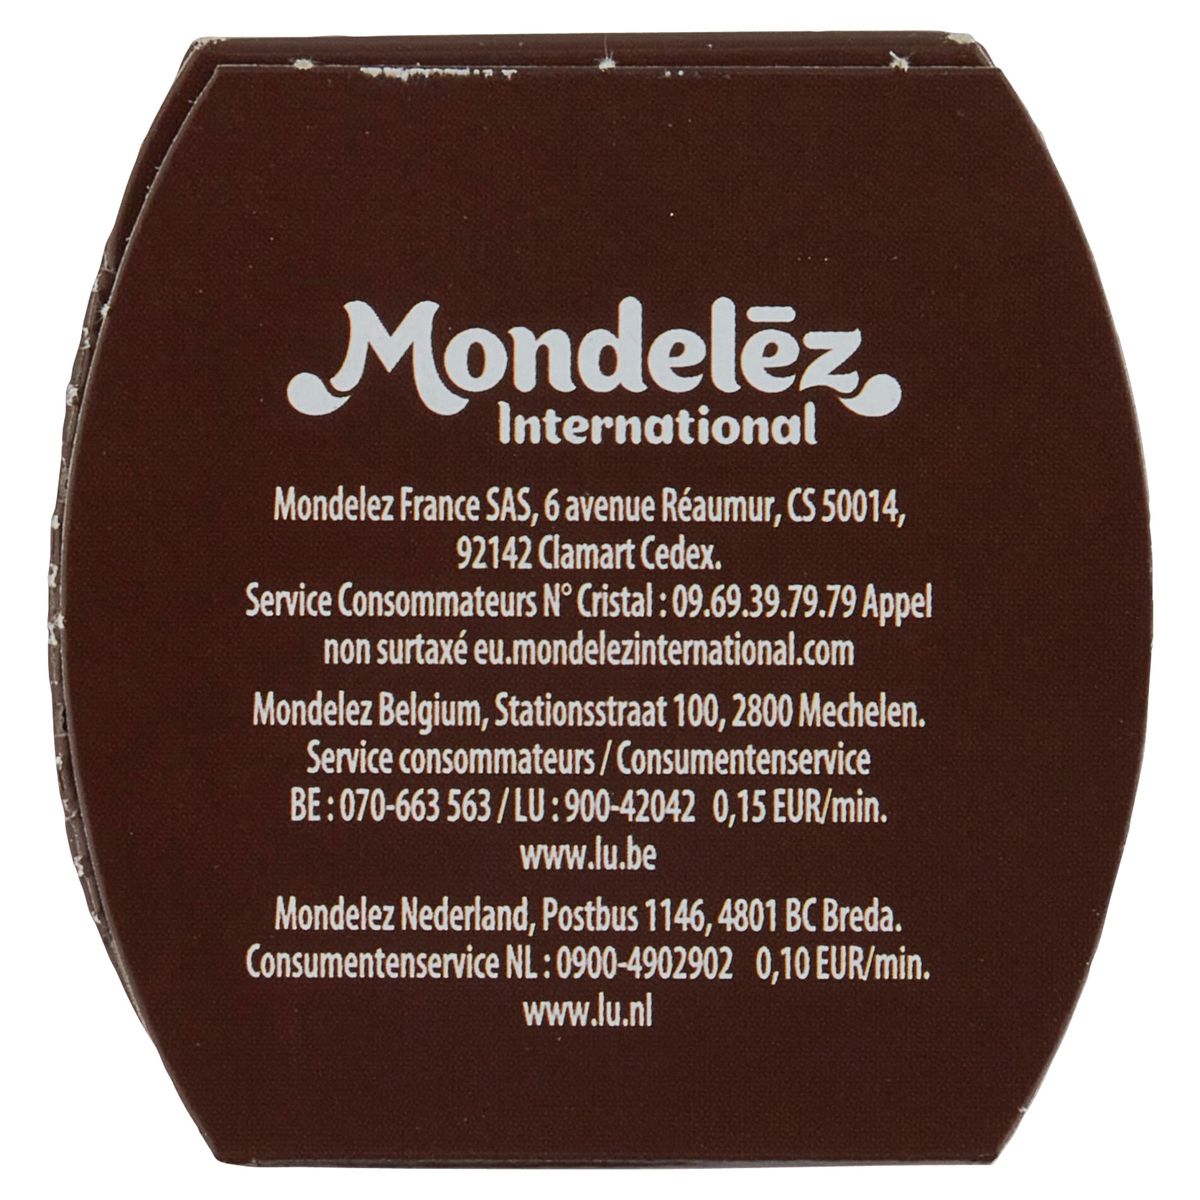 Mondelēz
International
Mondelez France SAS, 6 avenue Réaumur, CS 50014,
92142 Clamart Cedex.
Service Consommateurs N° Cristal : 09.69.39.79.79 Appel
non surtaxé eu.mondelezinternational.com
Mondelez Belgium, Stationsstraat 100, 2800 Mechelen.
Service consommateurs / Consumentenservice
BE : 070-663 563 / LU : 900-42042 0,15 EUR/min.
www.lu.be
Mondelez Nederland, Postbus 1146, 4801 BC Breda.
Consumentenservice NL : 0900-4902902 0,10 EUR/min.
www.lu.nl